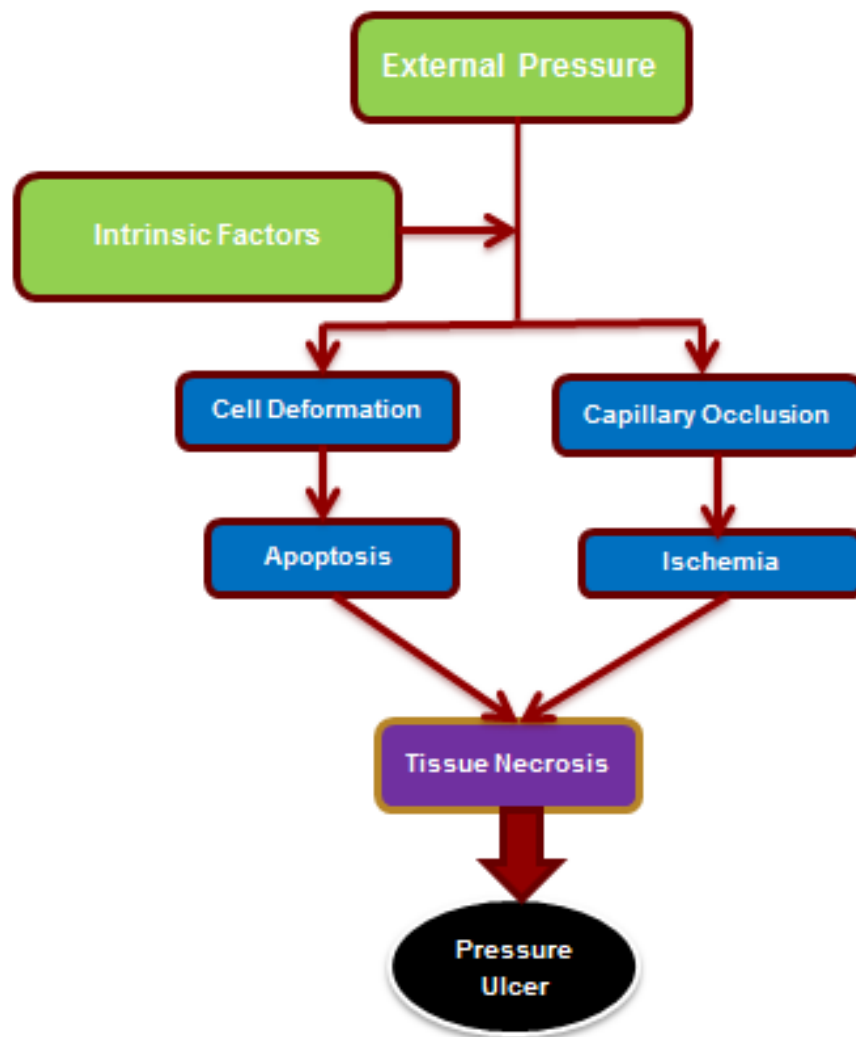 External Pressure
Intrinsic Factors
Cell Deformation
Capillary Occlusion
Apoptosis
Ischemia
Tissue Necrosis
Pressure
Ulcer